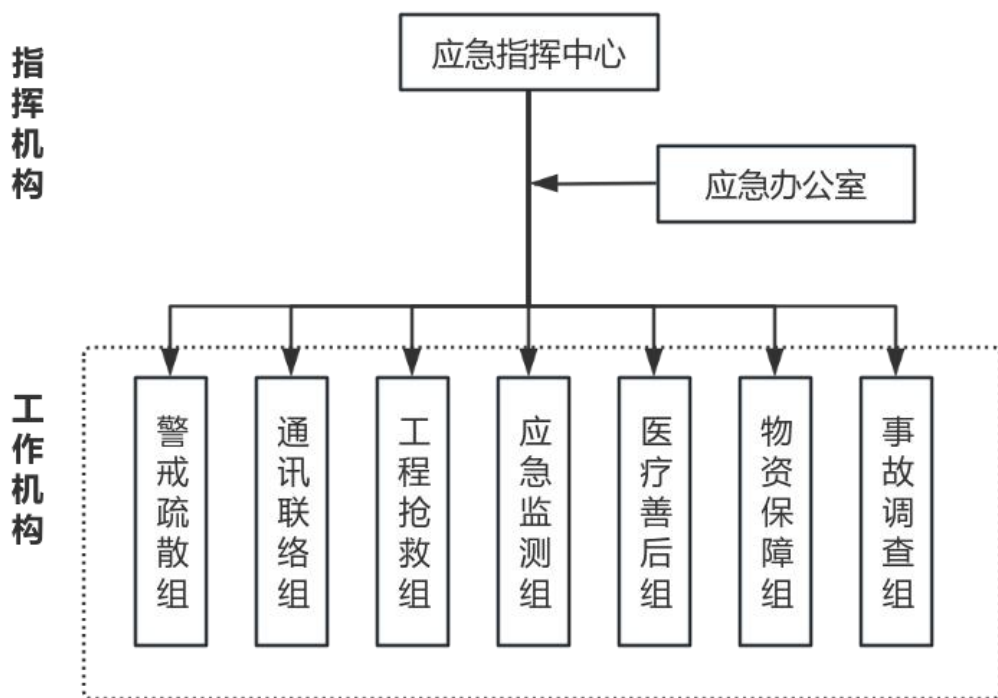 指挥机构
应急指挥中心
应急办公室
工作机构
警戒疏散组
通讯联络组
工程抢救组
应急监测组
医疗善后组
物资保障组
事故调查组